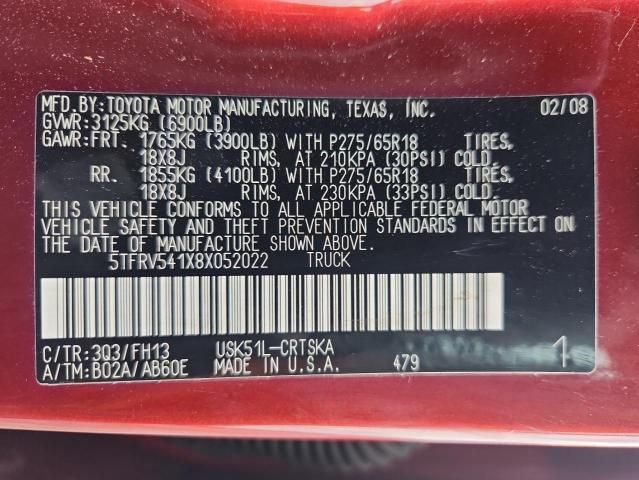 MFD.BY:TOYOTA MOTOR MANUFACTURING, TEXAS, INC. 02/08
GVWR:3125KG (6900LB)
GAWR:FRT. 1765KG (3900LB) WITH P275/65R18 TIRES,
18X8J RIMS, AT 210KPA (30PSI) COLD.
RR. 1855KG (4100LB) WITH P275/65R18 TIRES,
18X8J RIMS, AT 230KPA (33PSI) COLD.
THIS VEHICLE CONFORMS TO ALL APPLICABLE FEDERAL MOTOR
VEHICLE SAFETY AND THEFT PREVENTION STANDARDS IN EFFECT ON
THE DATE OF MANUFACTURE SHOWN ABOVE.
5TFRV541X8X052022 TRUCK
C/TR:3Q3/FH13 USK51L-CRTSKA 1
A/TM:B02A/AB60E MADE IN U.S.A. 479